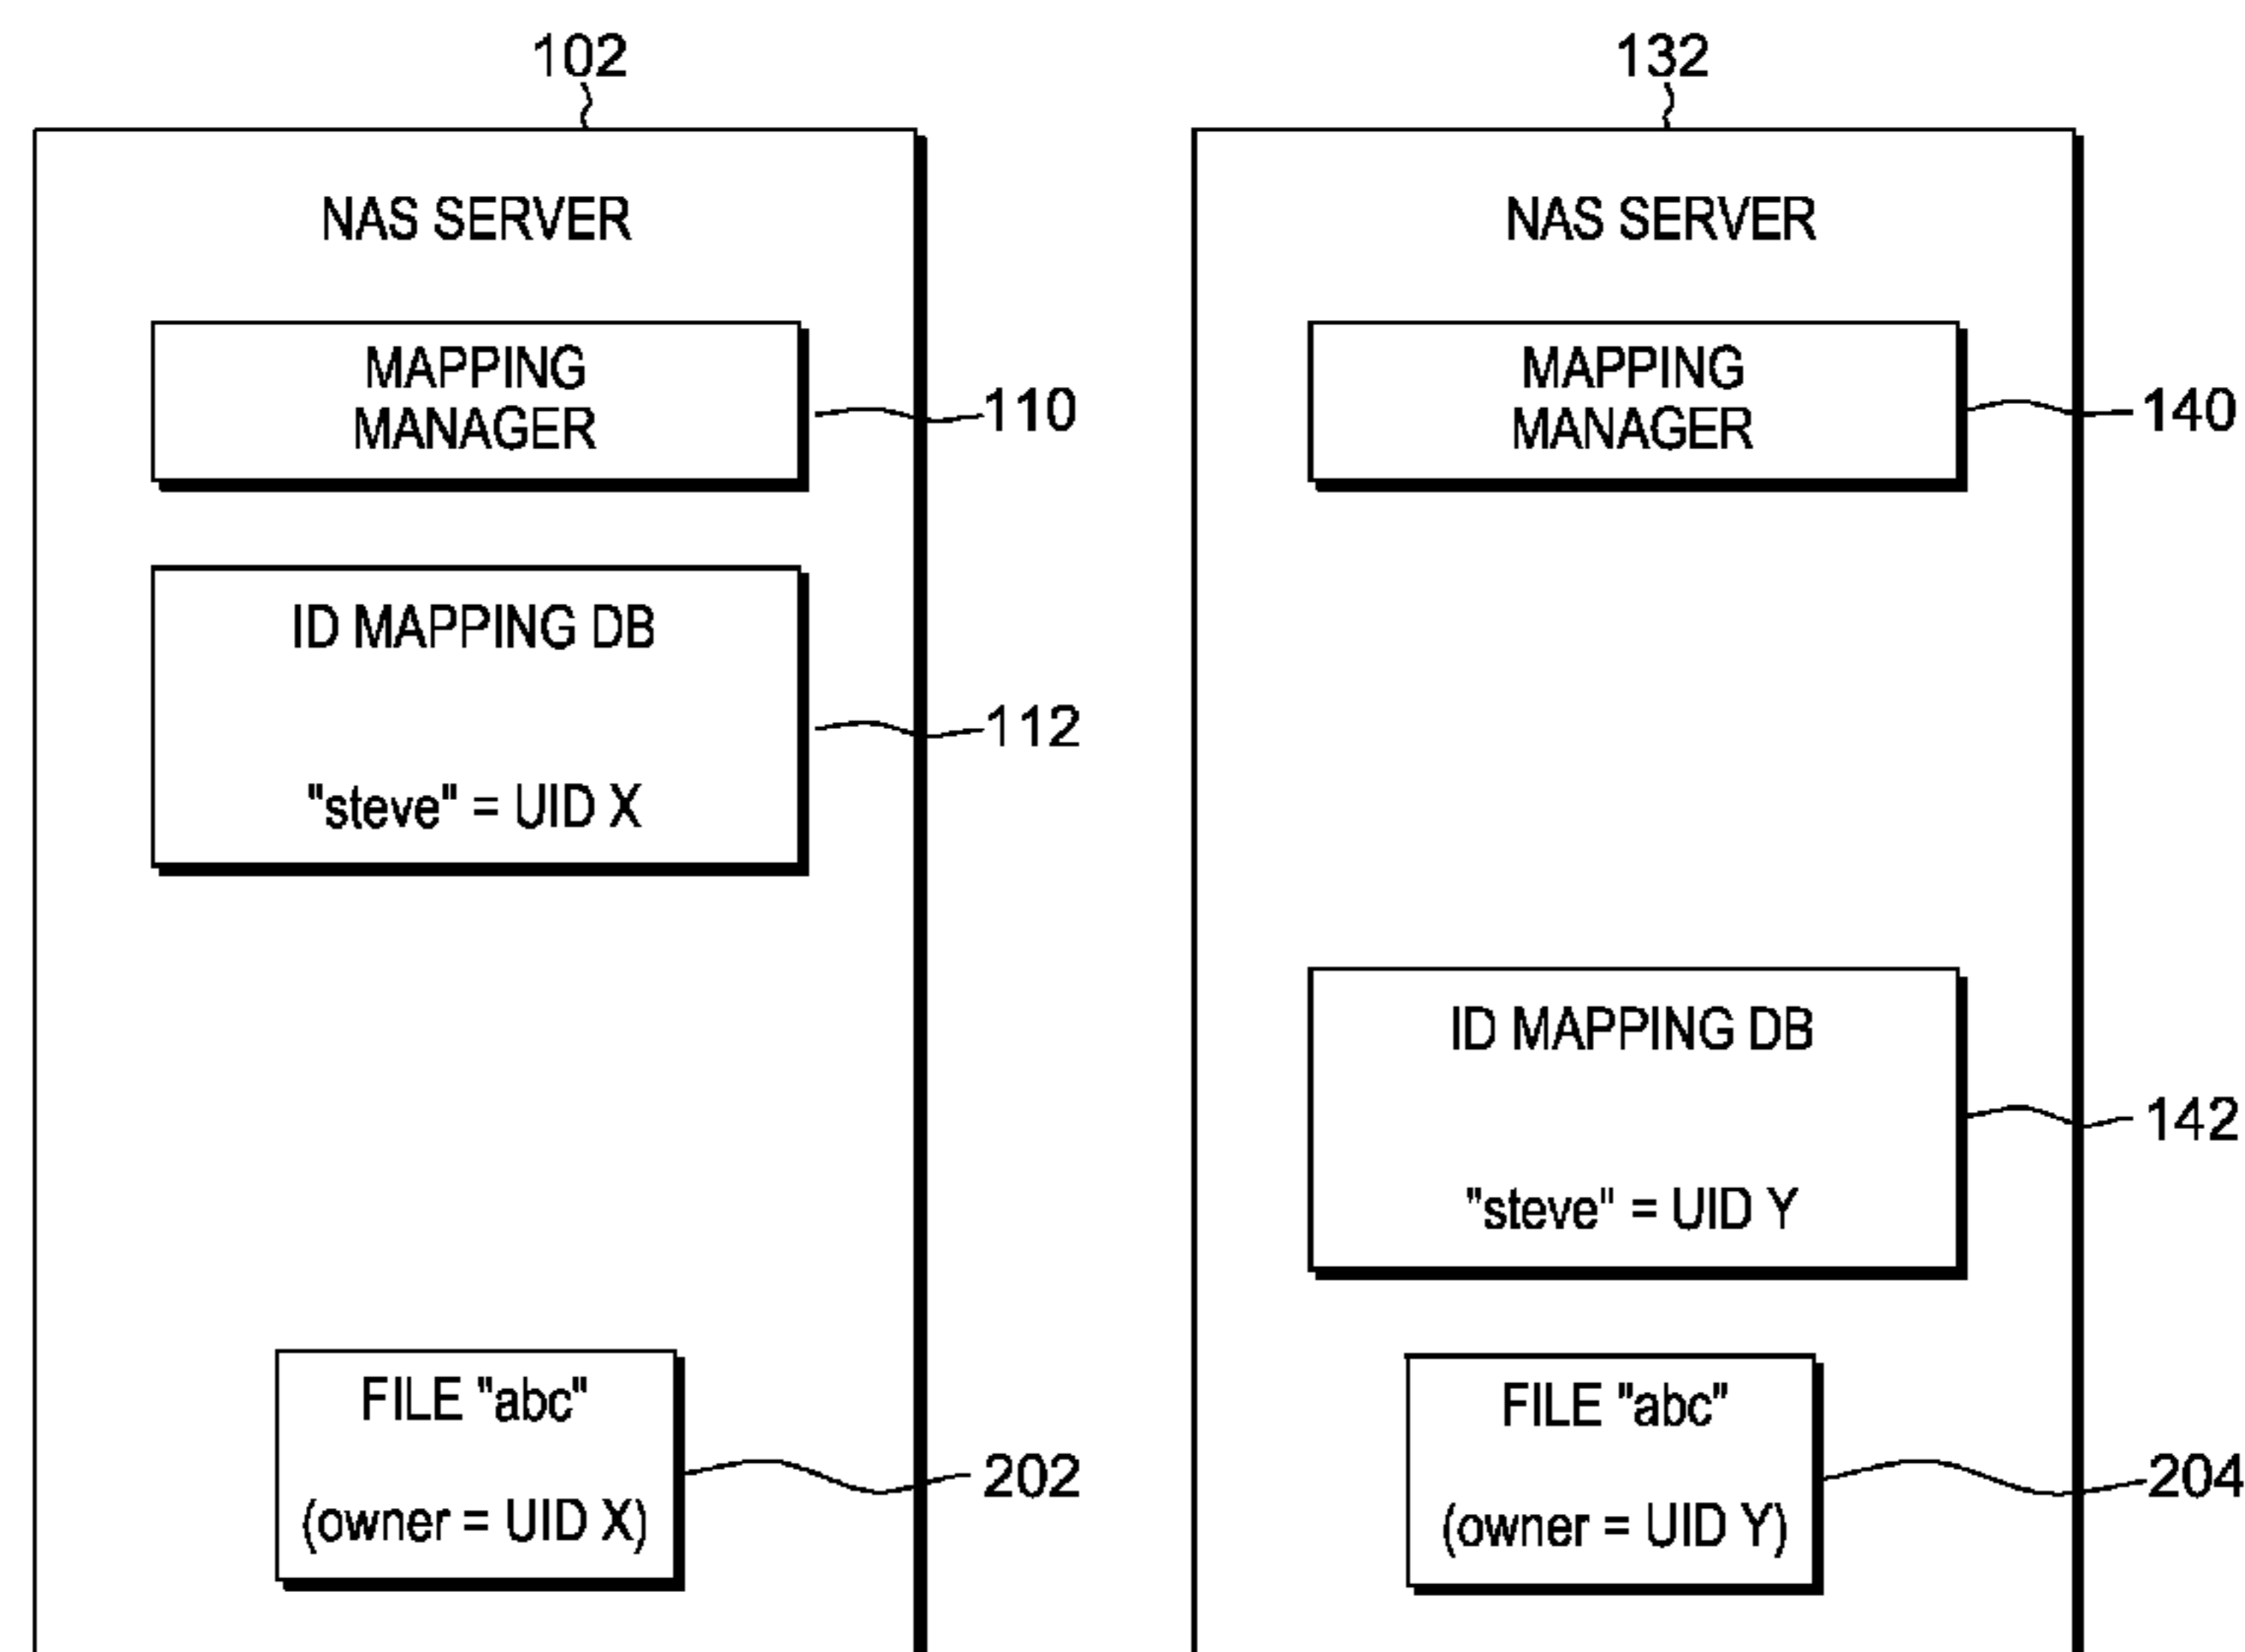 102
NAS SERVER
MAPPING
MANAGER
110
ID MAPPING DB
112
"steve" = UID X
FILE "abc"
202
(owner = UID X)
132
NAS SERVER
MAPPING
MANAGER
140
ID MAPPING DB
142
"steve" = UID Y
FILE "abc"
204
(owner = UID Y)